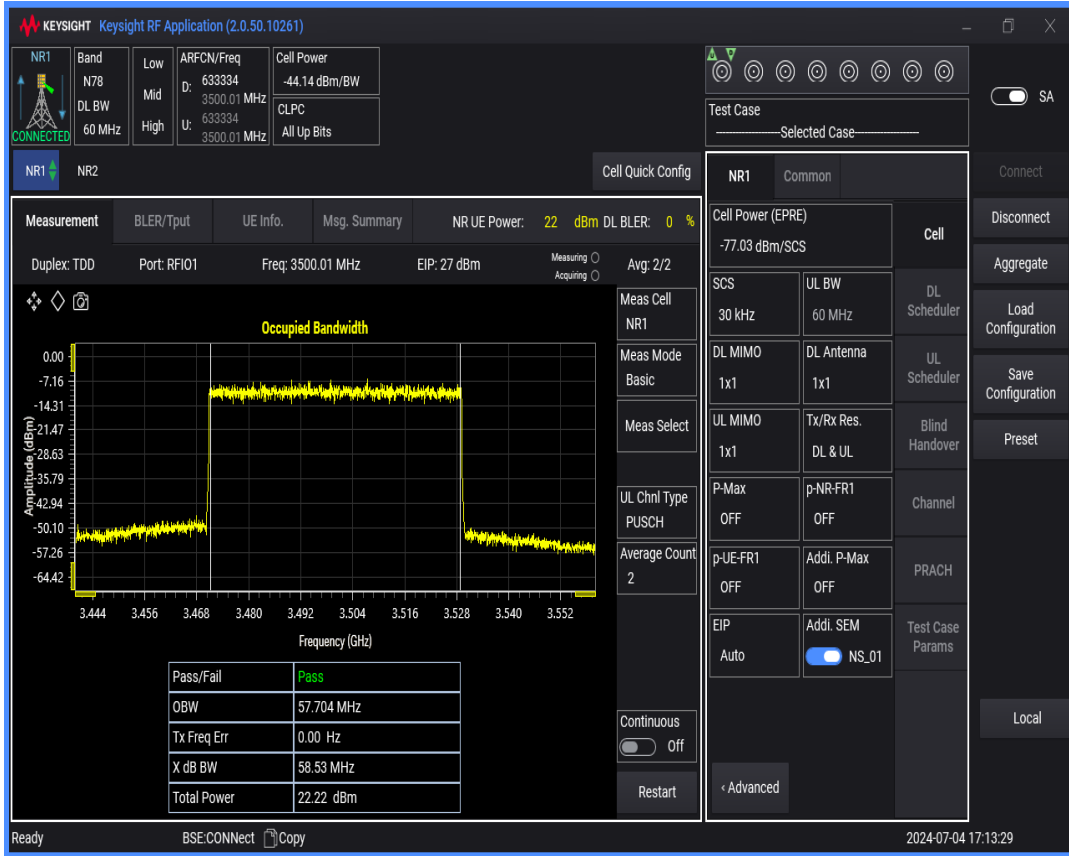 KEYSIGHT Keysight RF Application (2.0.50.10261)
NR1
CONNECTED
Band
N78
DL BW
60 MHz
Low
Mid
High
ARFCN/Freq
D: 633334
3500.01 MHz
U: 633334
3500.01 MHz
Cell Power
-44.14 dBm/BW
CLPC
All Up Bits
U D
Test Case
--------------------Selected Case-----------------
SA
NR1 NR2 Cell Quick Config
Measurement BLER/Tput UE Info. Msg. Summary NR UE Power: 22 dBm DL BLER: 0 %
Duplex: TDD Port: RFIO1 Freq: 3500.01 MHz EIP: 27 dBm Measuring Acquiring Avg: 2/2
Occupied Bandwidth
Amplitude (dBm)
0.00
-7.16
-14.31
-21.47
-28.63
-35.79
-42.94
-50.10
-57.26
-64.42
3.444 3.456 3.468 3.480 3.492 3.504 3.516 3.528 3.540 3.552
Frequency (GHz)
Pass/Fail Pass
OBW 57.704 MHz
Tx Freq Err 0.00 Hz
X dB BW 58.53 MHz
Total Power 22.22 dBm
Meas Cell
NR1
Meas Mode
Basic
Meas Select
UL Chnl Type
PUSCH
Average Count
2
Continuous
Off
Restart
NR1 Common
Cell Power (EPRE)
-77.03 dBm/SCS
SCS
30 kHz
UL BW
60 MHz
DL MIMO
1x1
DL Antenna
1x1
UL MIMO
1x1
Tx/Rx Res.
DL & UL
P-Max
OFF
p-NR-FR1
OFF
p-UE-FR1
OFF
Addi. P-Max
OFF
EIP
Auto
Addi. SEM
NS_01
‹ Advanced
Cell
DL
Scheduler
UL
Scheduler
Blind
Handover
Channel
PRACH
Test Case
Params
Connect
Disconnect
Aggregate
Load
Configuration
Save
Configuration
Preset
Local
Ready BSE:CONNect Copy 2024-07-04 17:13:29